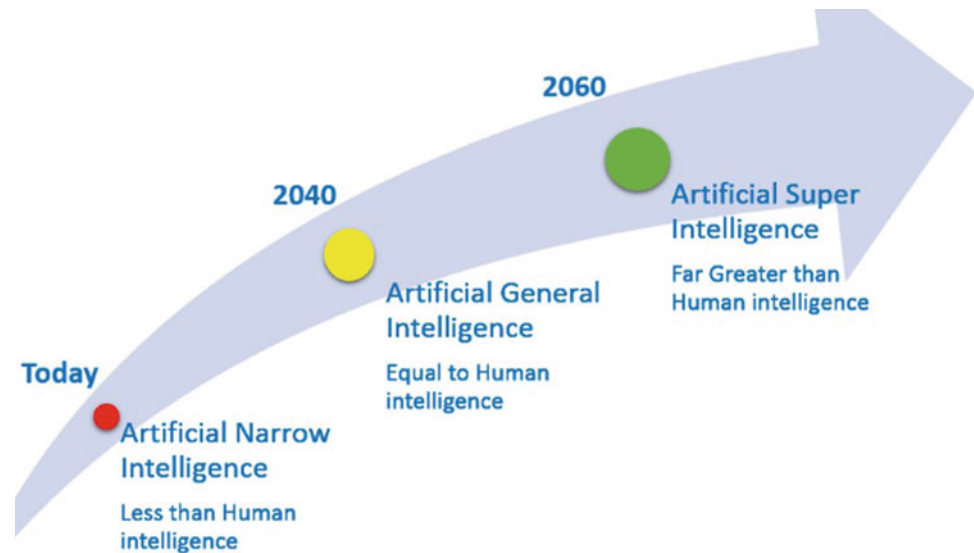 2060
Artificial Super
Intelligence
Far Greater than
Human intelligence
2040
Artificial General
Intelligence
Equal to Human
intelligence
Today
Artificial Narrow
Intelligence
Less than Human
intelligence